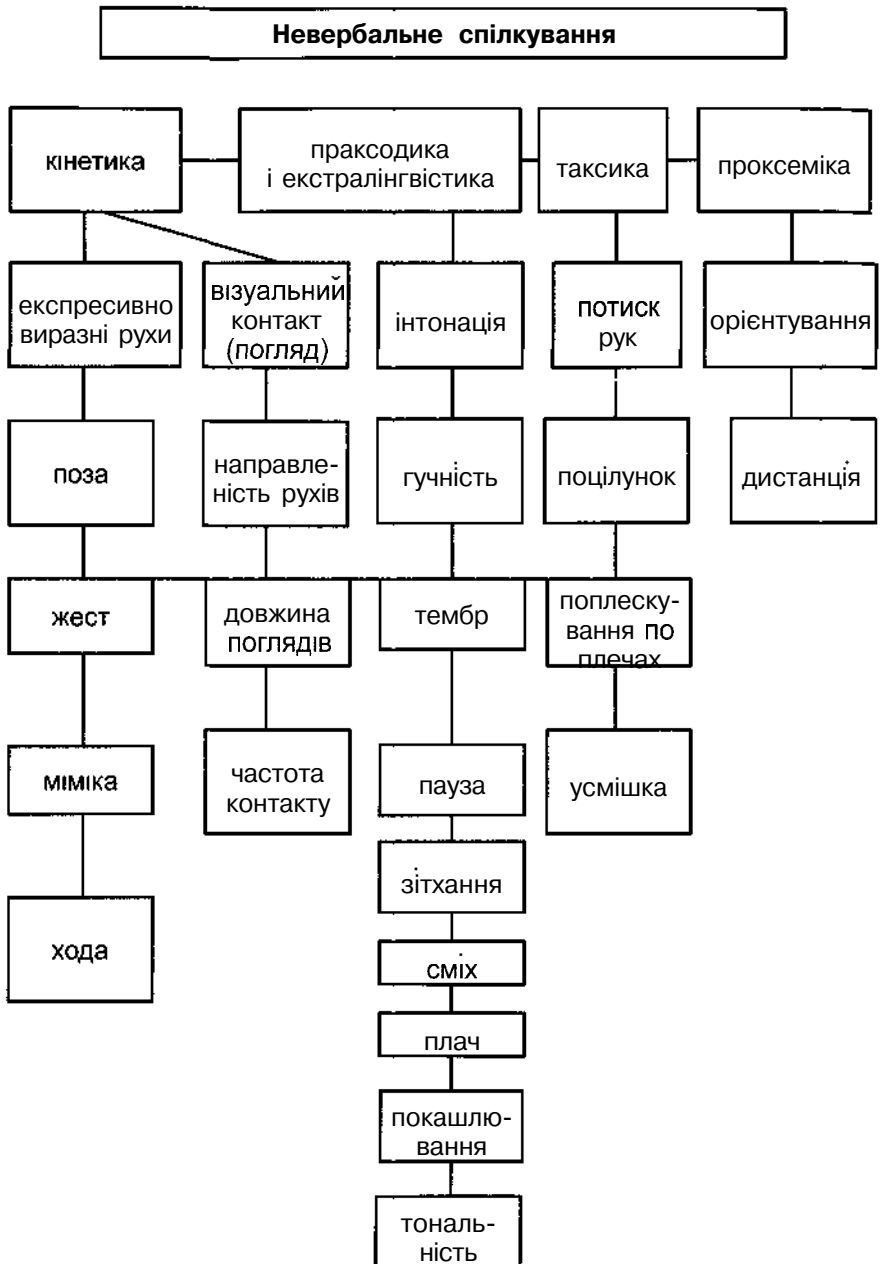 Невербальне спілкування
кінетика
праксодика
і екстралінгвістика
таксика
проксеміка
експресивно
виразні рухи
візуальний
контакт
(погляд)
інтонація
потиск
рук
орієнтування
поза
направле-
ність рухів
гучність
поцілунок
дистанція
жест
довжина
поглядів
тембр
поплеску-
вання по
плечах
міміка
частота
контакту
пауза
усмішка
зітхання
хода
сміх
плач
покашлю-
вання
тональ-
ність